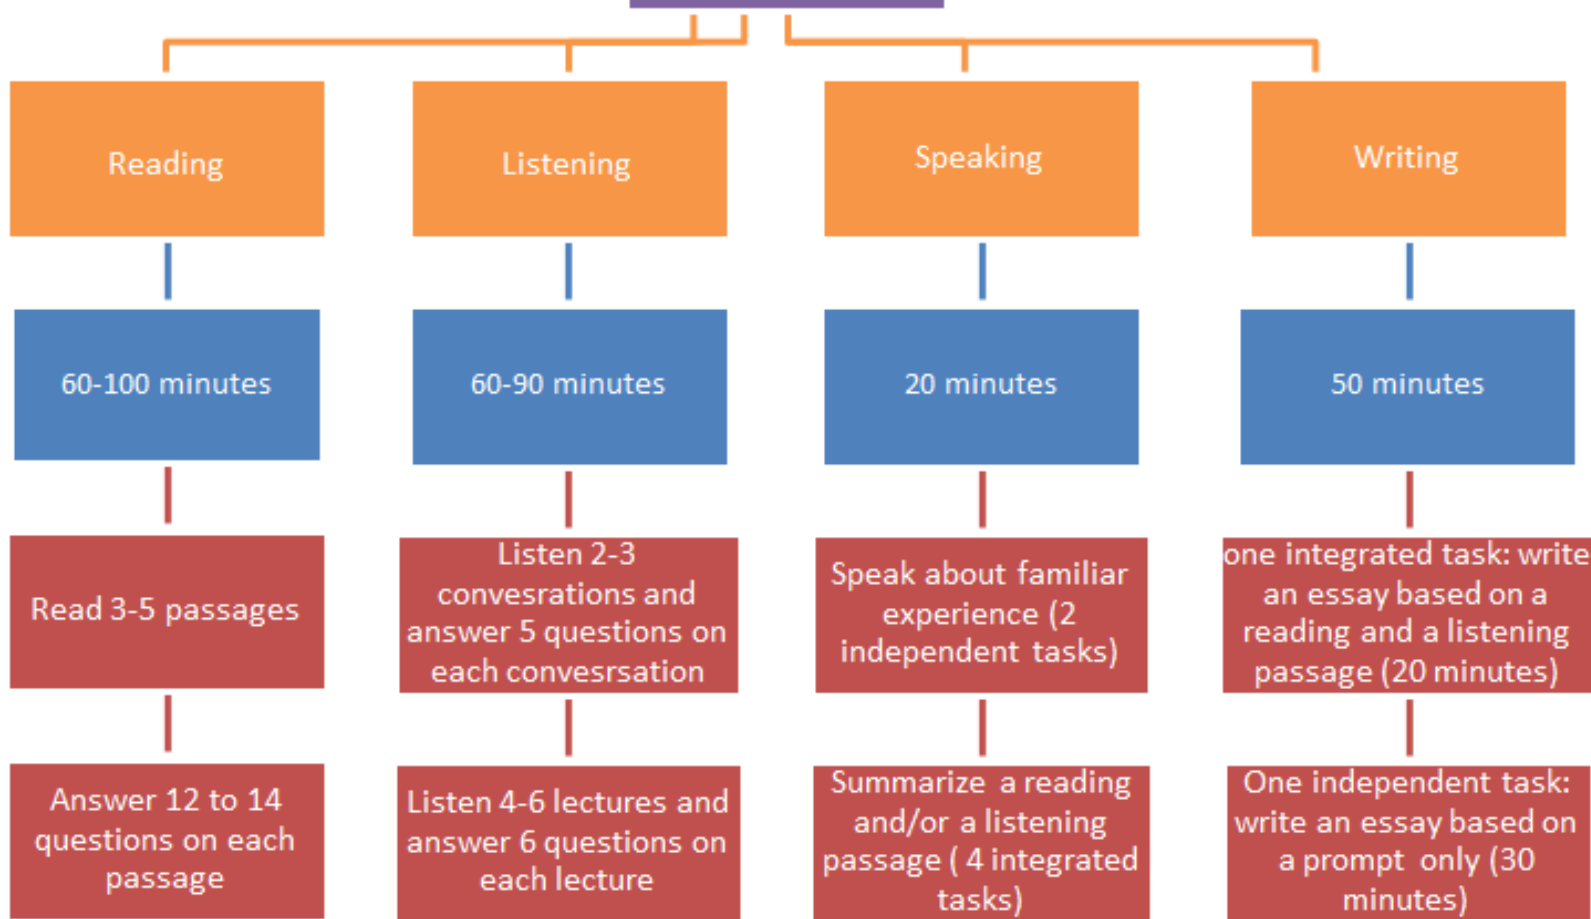 Reading
Listening
Speaking
Writing
60-100 minutes
60-90 minutes
20 minutes
50 minutes
Read 3-5 passages
Listen 2-3
convesrations and
answer 5 questions on
each convesrsation
Speak about familiar
experience (2
independent tasks)
one integrated task: write
an essay based on a
reading and a listening
passage (20 minutes)
Answer 12 to 14
questions on each
passage
Listen 4-6 lectures and
answer 6 questions on
each lecture
Summarize a reading
and/or a listening
passage ( 4 integrated
tasks)
One independent task:
write an essay based on
a prompt only (30
minutes)